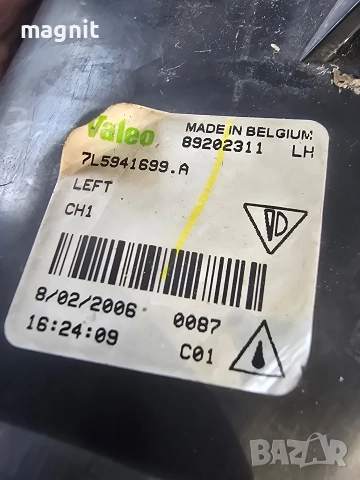 magnit
Valeo
MADE IN BELGIUM
89202311 LH
7L5941699.A
LEFT
CH1
D
8/02/2006 0087
16:24:09 C01
BAZAR